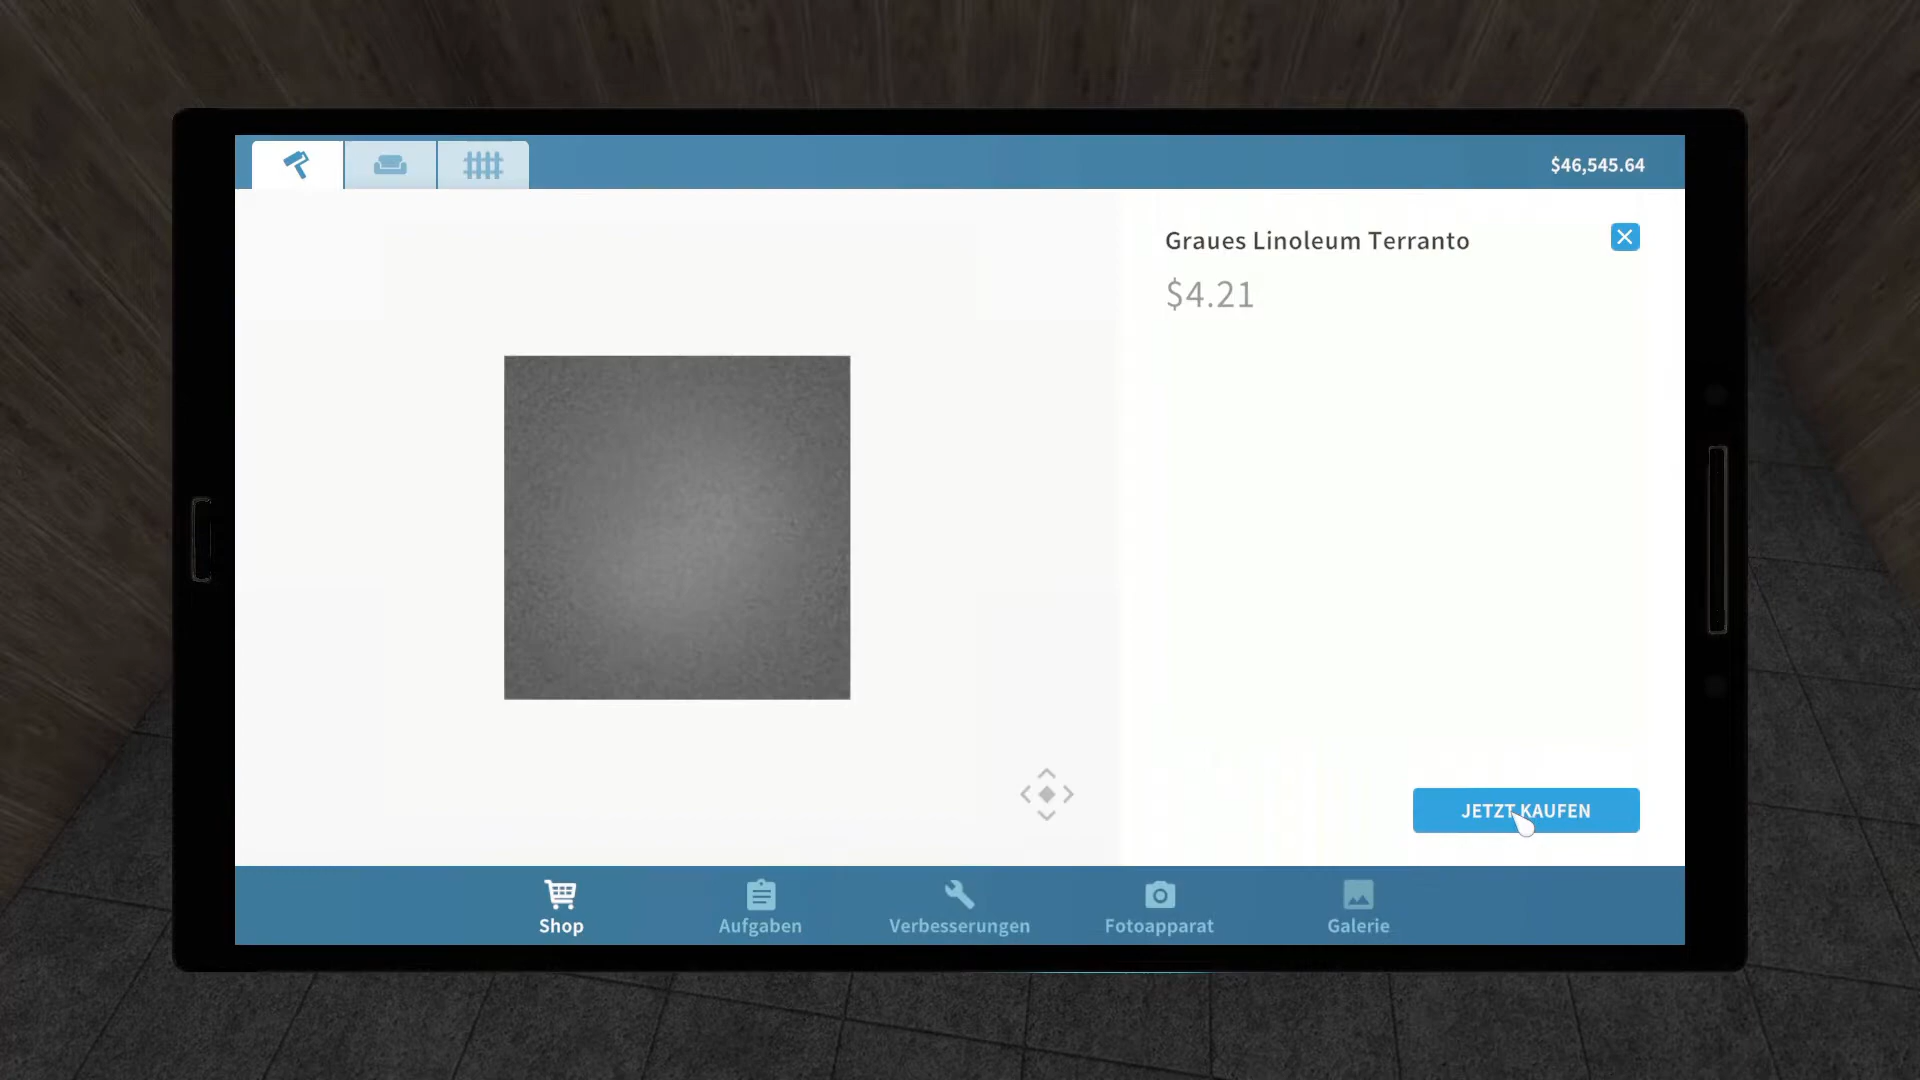 $46,545.64
Graues Linoleum Terranto
$4.21
JETZT KAUFEN
Shop
Aufgaben
Verbesserungen
Fotoapparat
Galerie